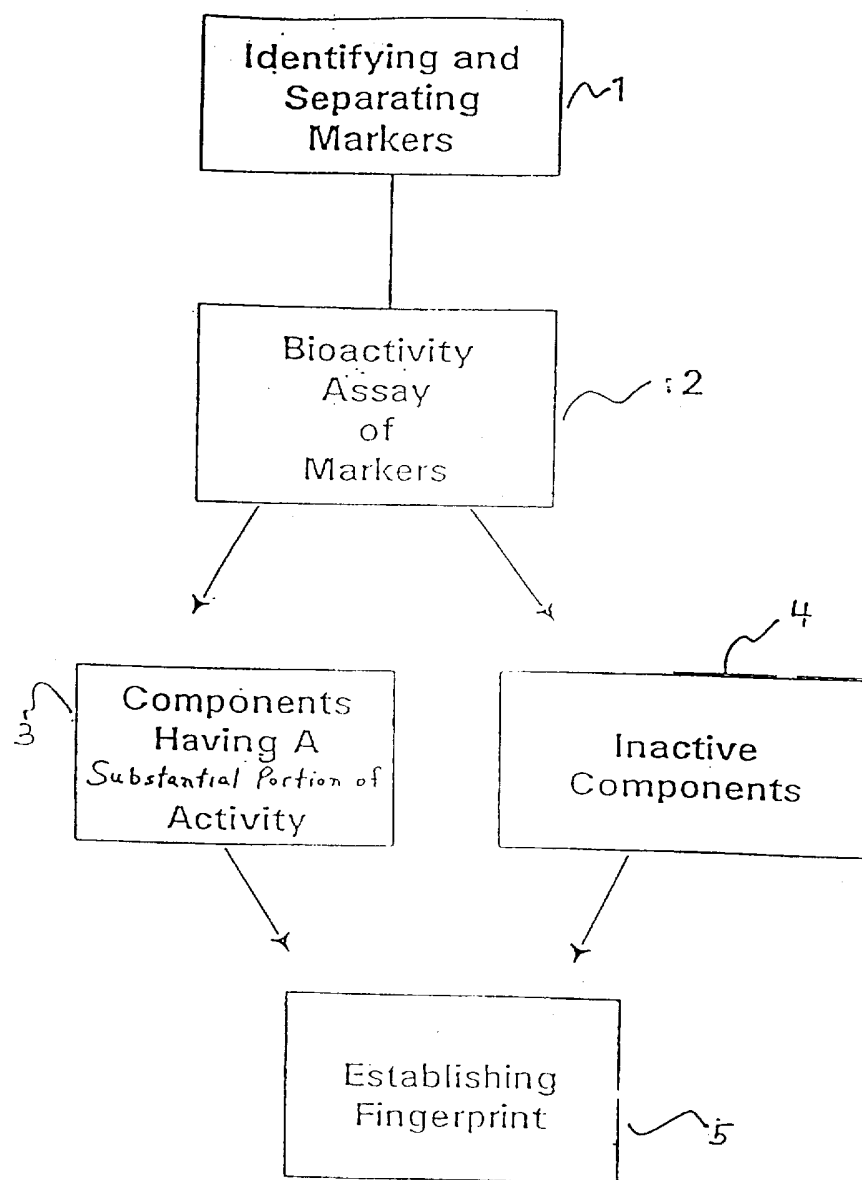 Identifying and
Separating
Markers
1
Bioactivity
Assay
of
Markers
2
3
Components
Having A
Substantial Portion of
Activity
4
Inactive
Components
Establishing
Fingerprint
5